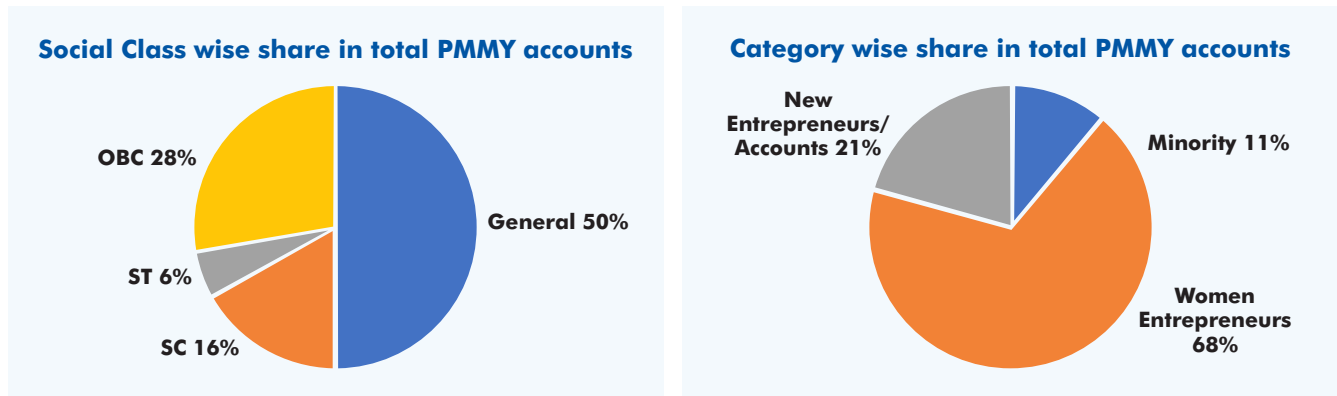 Social Class wise share in total PMMY accounts
OBC 28%
General 50%
ST 6%
SC 16%
Category wise share in total PMMY accounts
New
Entrepreneurs/
Accounts 21%
Minority 11%
Women
Entrepreneurs
68%